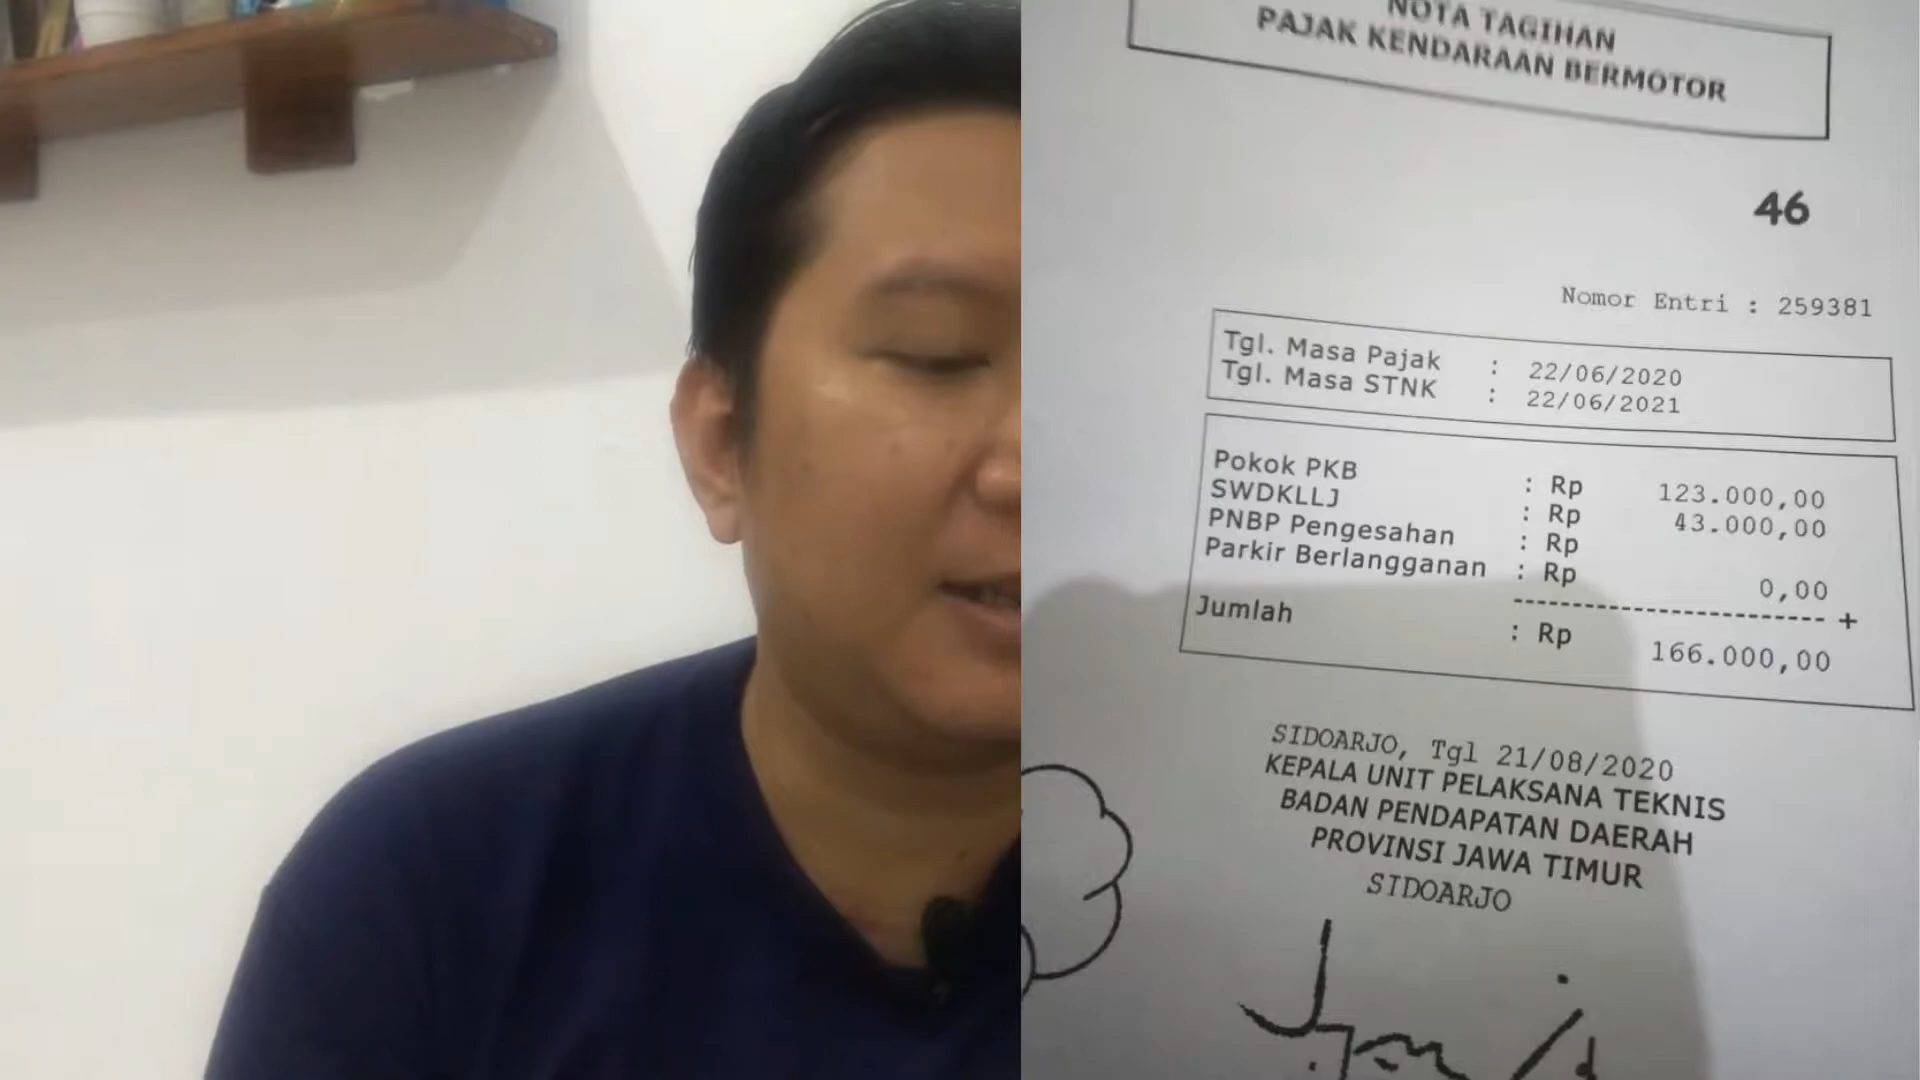 NOTA TAGIHAN
PAJAK KENDARAAN BERMOTOR
46
Nomor Entri : 259381
Tgl. Masa Pajak : 22/06/2020
Tgl. Masa STNK : 22/06/2021
Pokok PKB : Rp 123.000,00
SWDKLLJ : Rp 43.000,00
PNBP Pengesahan : Rp
Parkir Berlangganan : Rp 0,00
+
Jumlah : Rp 166.000,00
SIDOARJO, Tgl 21/08/2020
KEPALA UNIT PELAKSANA TEKNIS
BADAN PENDAPATAN DAERAH
PROVINSI JAWA TIMUR
SIDOARJO